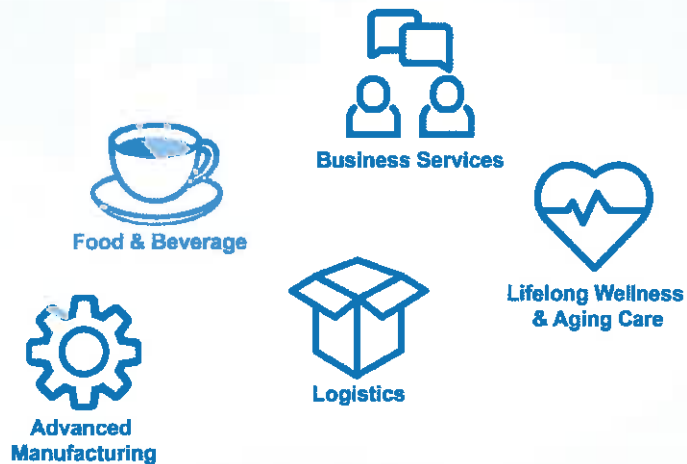 Business Services
Food & Beverage
Lifelong Wellness
& Aging Care
Logistics
Advanced
Manufacturing